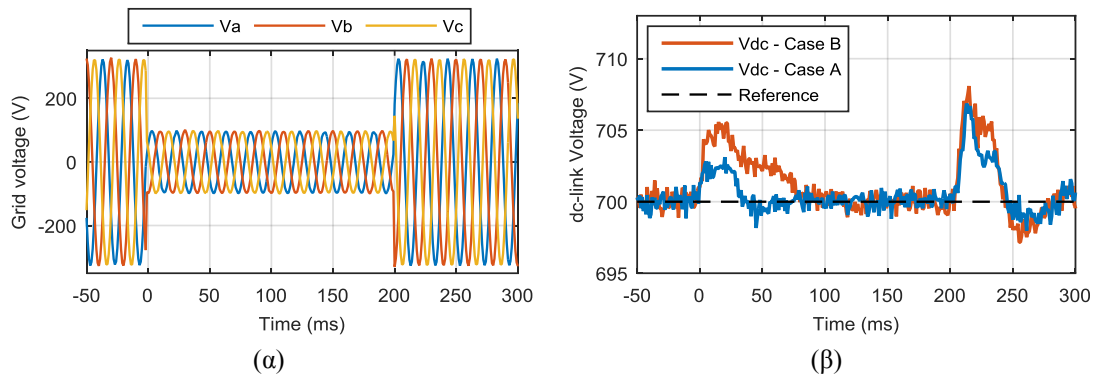 Va Vb Vc
Grid voltage (V)
200
0
-200
-50 0 50 100 150 200 250 300
Time (ms)
(α)
Vdc - Case B
Vdc - Case A
Reference
dc-link Voltage (V)
710
705
700
695
-50 0 50 100 150 200 250 300
Time (ms)
(β)